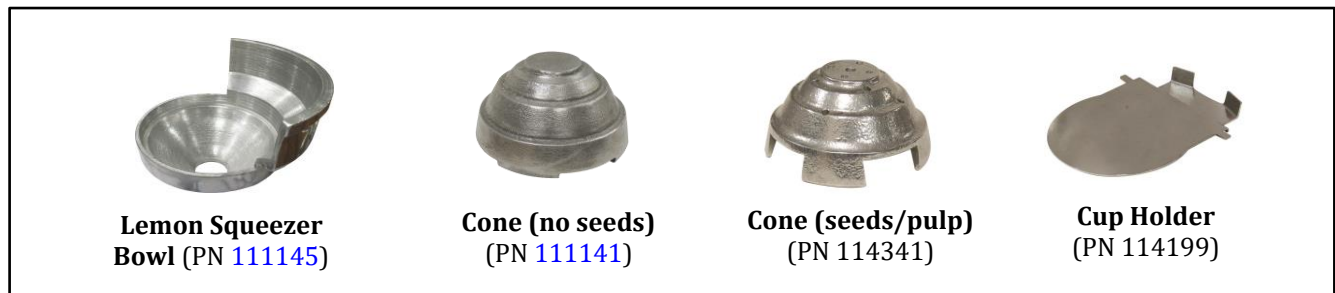 Lemon Squeezer
Bowl (PN 111145)
Cone (no seeds)
(PN 111141)
Cone (seeds/pulp)
(PN 114341)
Cup Holder
(PN 114199)